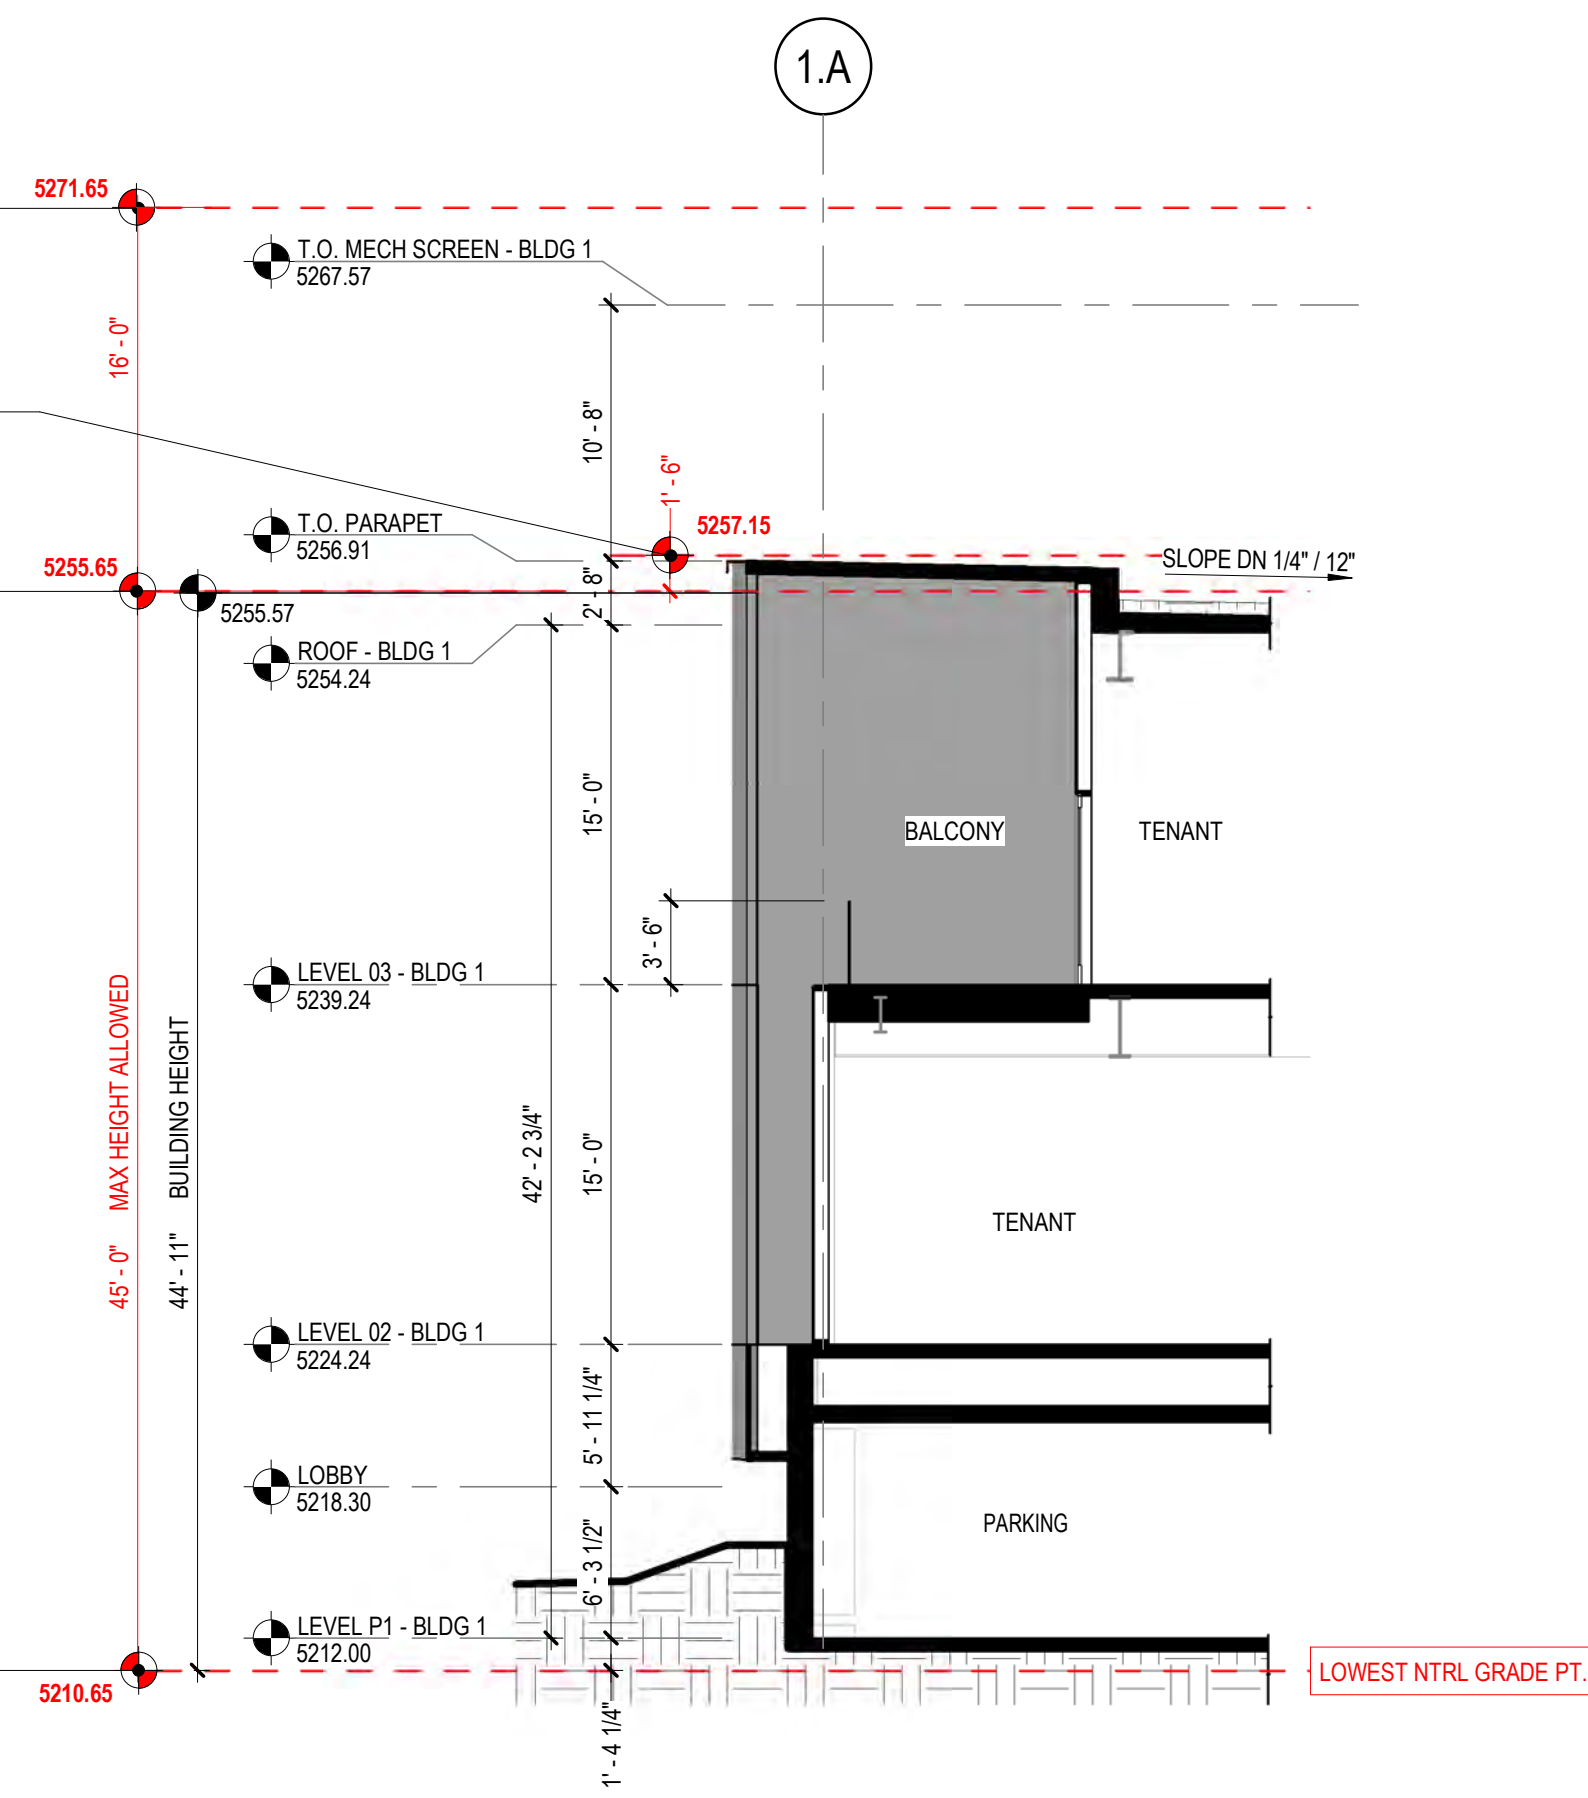 1.A
5271.65
T.O. MECH SCREEN - BLDG 1
5267.57
16' - 0"
10' - 8"
1' - 6"
T.O. PARAPET
5256.91
5257.15
SLOPE DN 1/4" / 12"
5255.65
5255.57
2' - 8"
ROOF - BLDG 1
5254.24
15' - 0"
BALCONY
TENANT
3' - 6"
LEVEL 03 - BLDG 1
5239.24
45' - 0" MAX HEIGHT ALLOWED
44' - 11" BUILDING HEIGHT
42' - 2 3/4"
15' - 0"
TENANT
LEVEL 02 - BLDG 1
5224.24
5' - 11 1/4"
LOBBY
5218.30
PARKING
6' - 3 1/2"
LEVEL P1 - BLDG 1
5212.00
5210.65
LOWEST NTRL GRADE PT.
1' - 4 1/4"